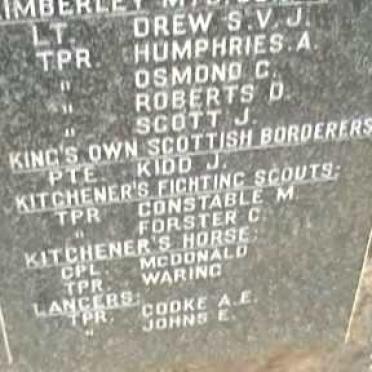 KIMBERLEY
LT. DREW S.V.J.
TPR. HUMPHRIES.A.
" OSMOND C.
" ROBERTS D.
" SCOTT J.
KING'S OWN SCOTTISH BORDERERS
PTE. KIDD J.
KITCHENER'S FIGHTING SCOUTS:
TPR CONSTABLE M.
" FORSTER C.
KITCHENER'S HORSE:
CPL. MCDONALD
TPR. WARING
LANCERS:
TPR. COOKE A.E.
" JOHNS E.